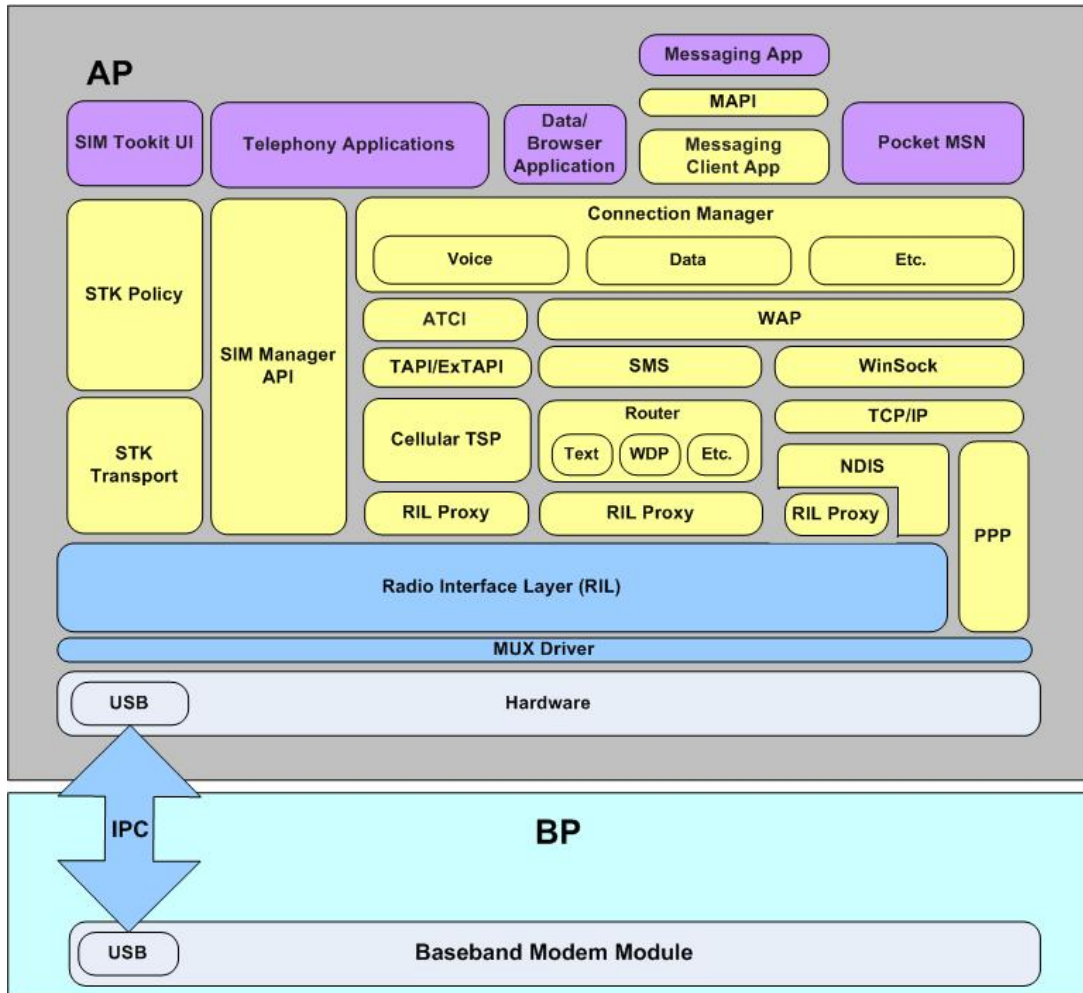 AP
Messaging App
MAPI
SIM Tookit UI
Telephony Applications
Data/
Browser
Application
Messaging
Client App
Pocket MSN
STK Policy
SIM Manager
API
Connection Manager
Voice
Data
Etc.
ATCI
WAP
TAPI/ExTAPI
SMS
WinSock
STK
Transport
Cellular TSP
Router
Text
WDP
Etc.
TCP/IP
NDIS
RIL Proxy
RIL Proxy
RIL Proxy
PPP
Radio Interface Layer (RIL)
MUX Driver
USB
Hardware
IPC
BP
USB
Baseband Modem Module